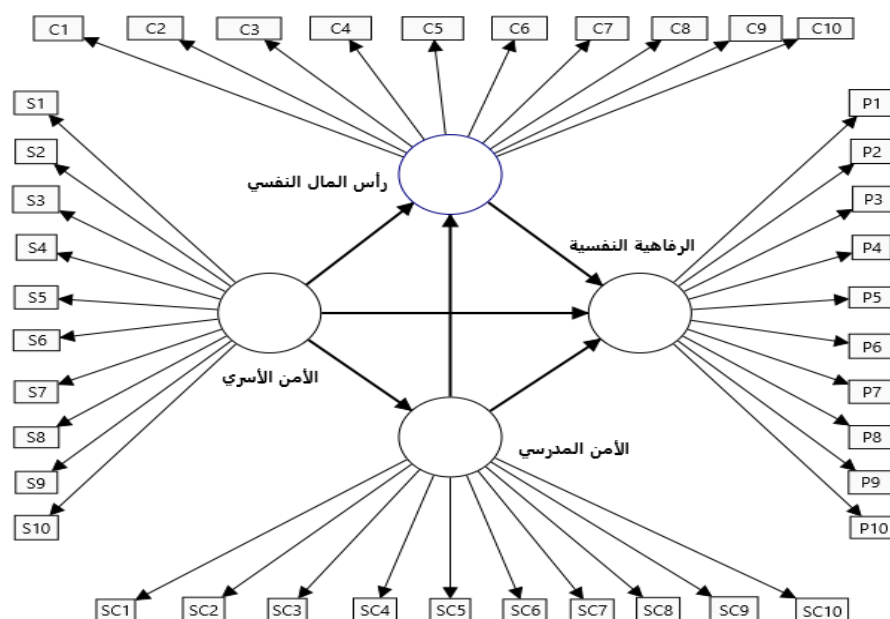 C1 C2 C3 C4 C5 C6 C7 C8 C9 C10
S1
S2
S3
S4
S5
S6
S7
S8
S9
S10
رأس المال النفسي
الرفاهية النفسية
الأمن الأسري
الأمن المدرسي
P1
P2
P3
P4
P5
P6
P7
P8
P9
P10
SC1 SC2 SC3 SC4 SC5 SC6 SC7 SC8 SC9 SC10